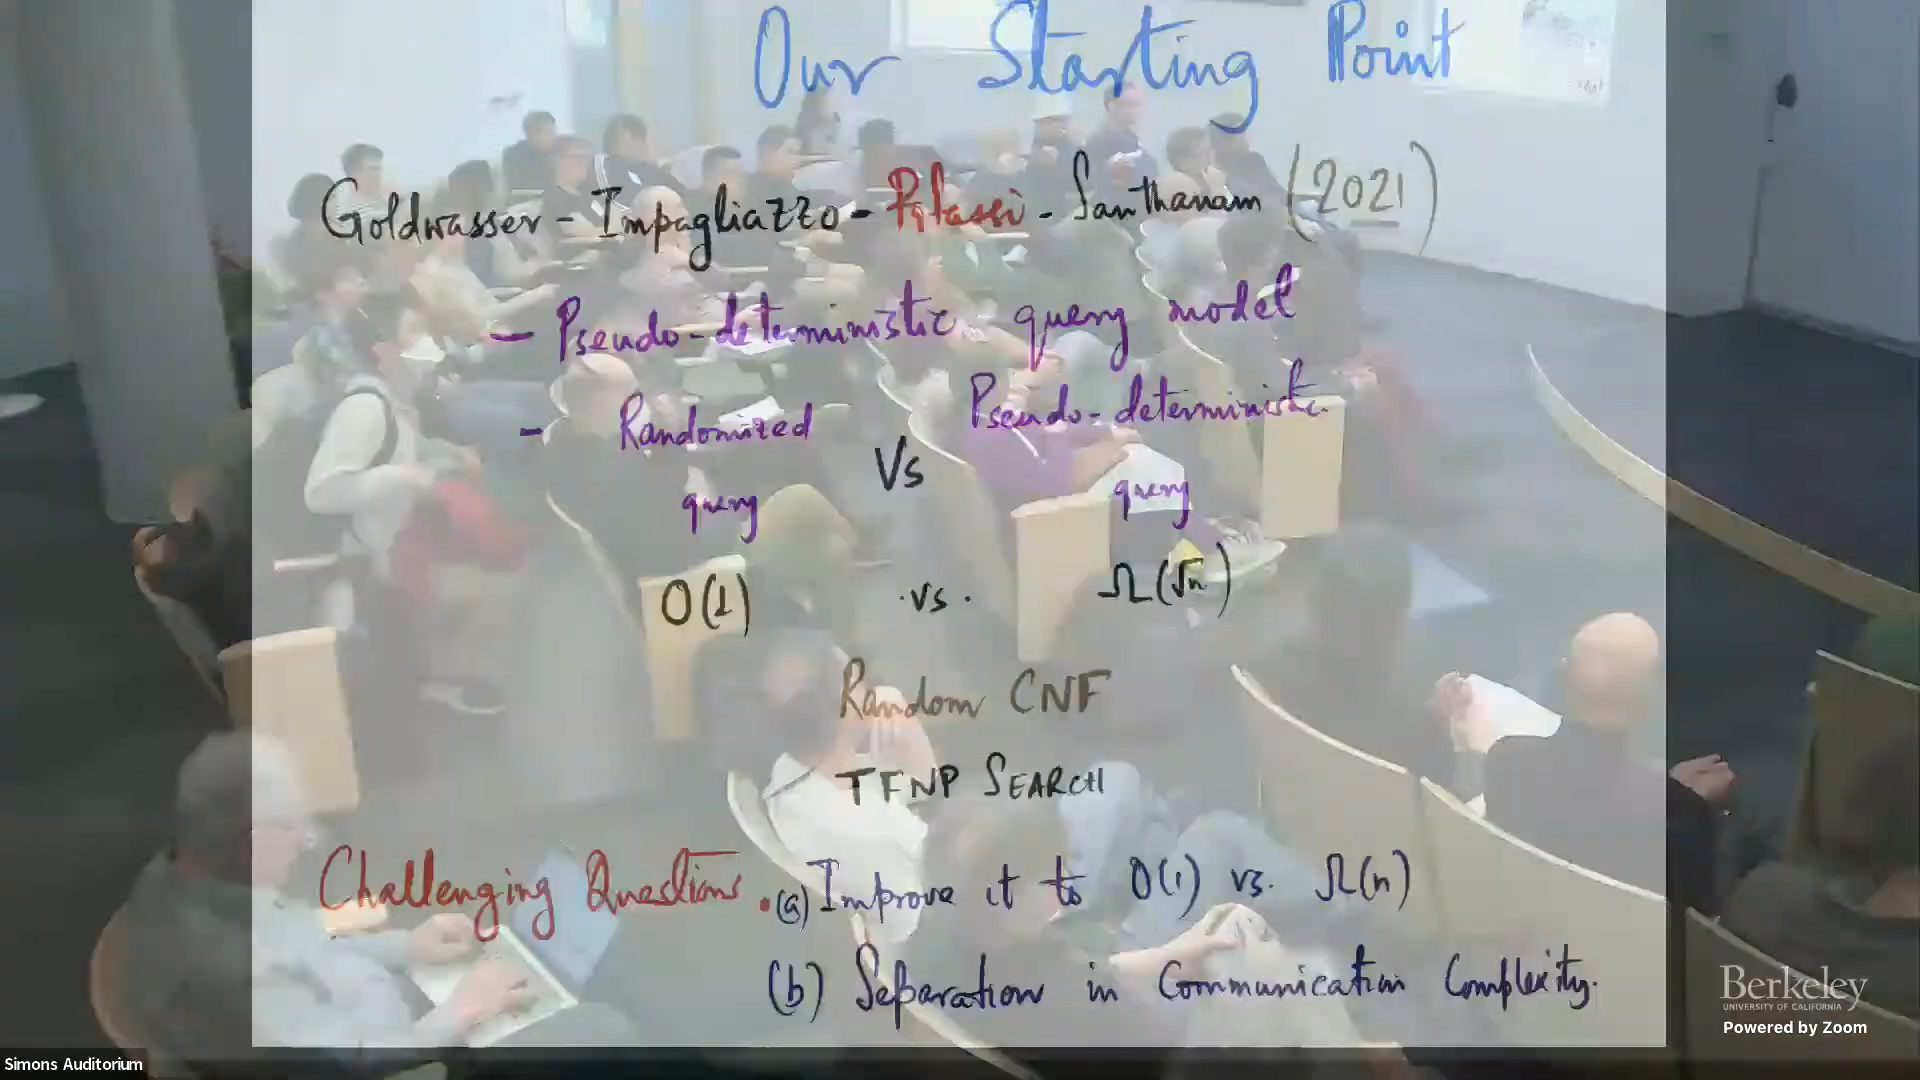 Our Starting Point
Goldwasser - Impagliazzo - Pitassi - Santhanam (2021)
- Pseudo-deterministic query model
- Randomized query Vs Pseudo-deterministic query
O(1) .vs. Ω(√n)
Random CNF
TFNP SEARCH
Challenging Questions. (a) Improve it to O(1) vs. Ω(n)
(b) Separation in Communication Complexity.
Berkeley
UNIVERSITY OF CALIFORNIA
Powered by Zoom
Simons Auditorium